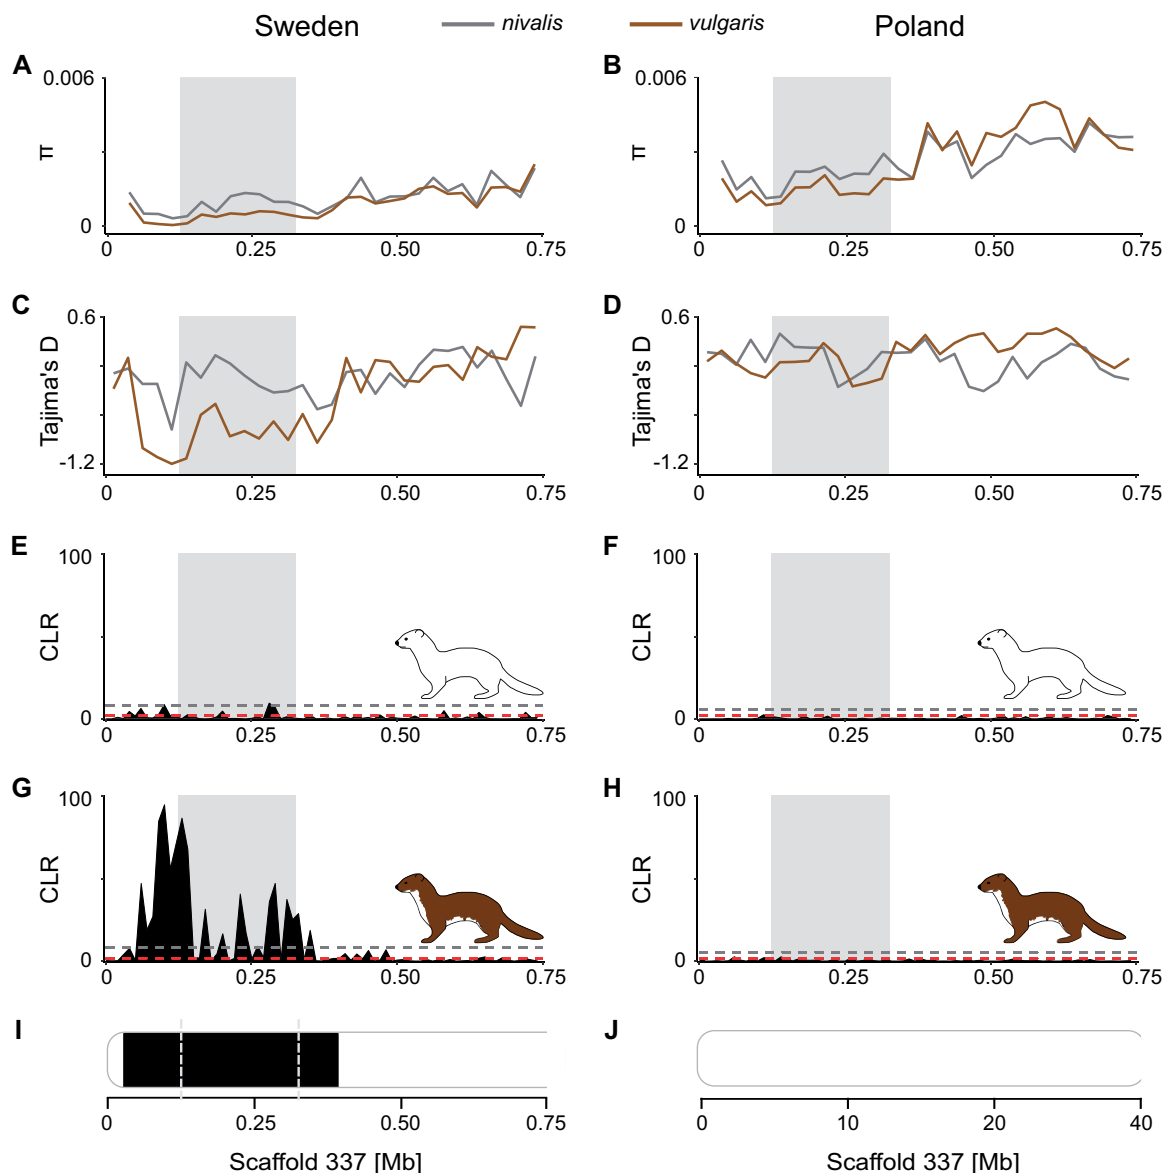 Sweden nivalis vulgaris Poland
A B
0.006 0.006
π π
0 0
0 0.25 0.50 0.75 0 0.25 0.50 0.75
C D
0.6 0.6
Tajima's D Tajima's D
-1.2 -1.2
0 0.25 0.50 0.75 0 0.25 0.50 0.75
E F
100 100
CLR CLR
0 0
0 0.25 0.50 0.75 0 0.25 0.50 0.75
G H
100 100
CLR CLR
0 0
0 0.25 0.50 0.75 0 0.25 0.50 0.75
I J
0 0.25 0.50 0.75 0 10 20 40
Scaffold 337 [Mb] Scaffold 337 [Mb]